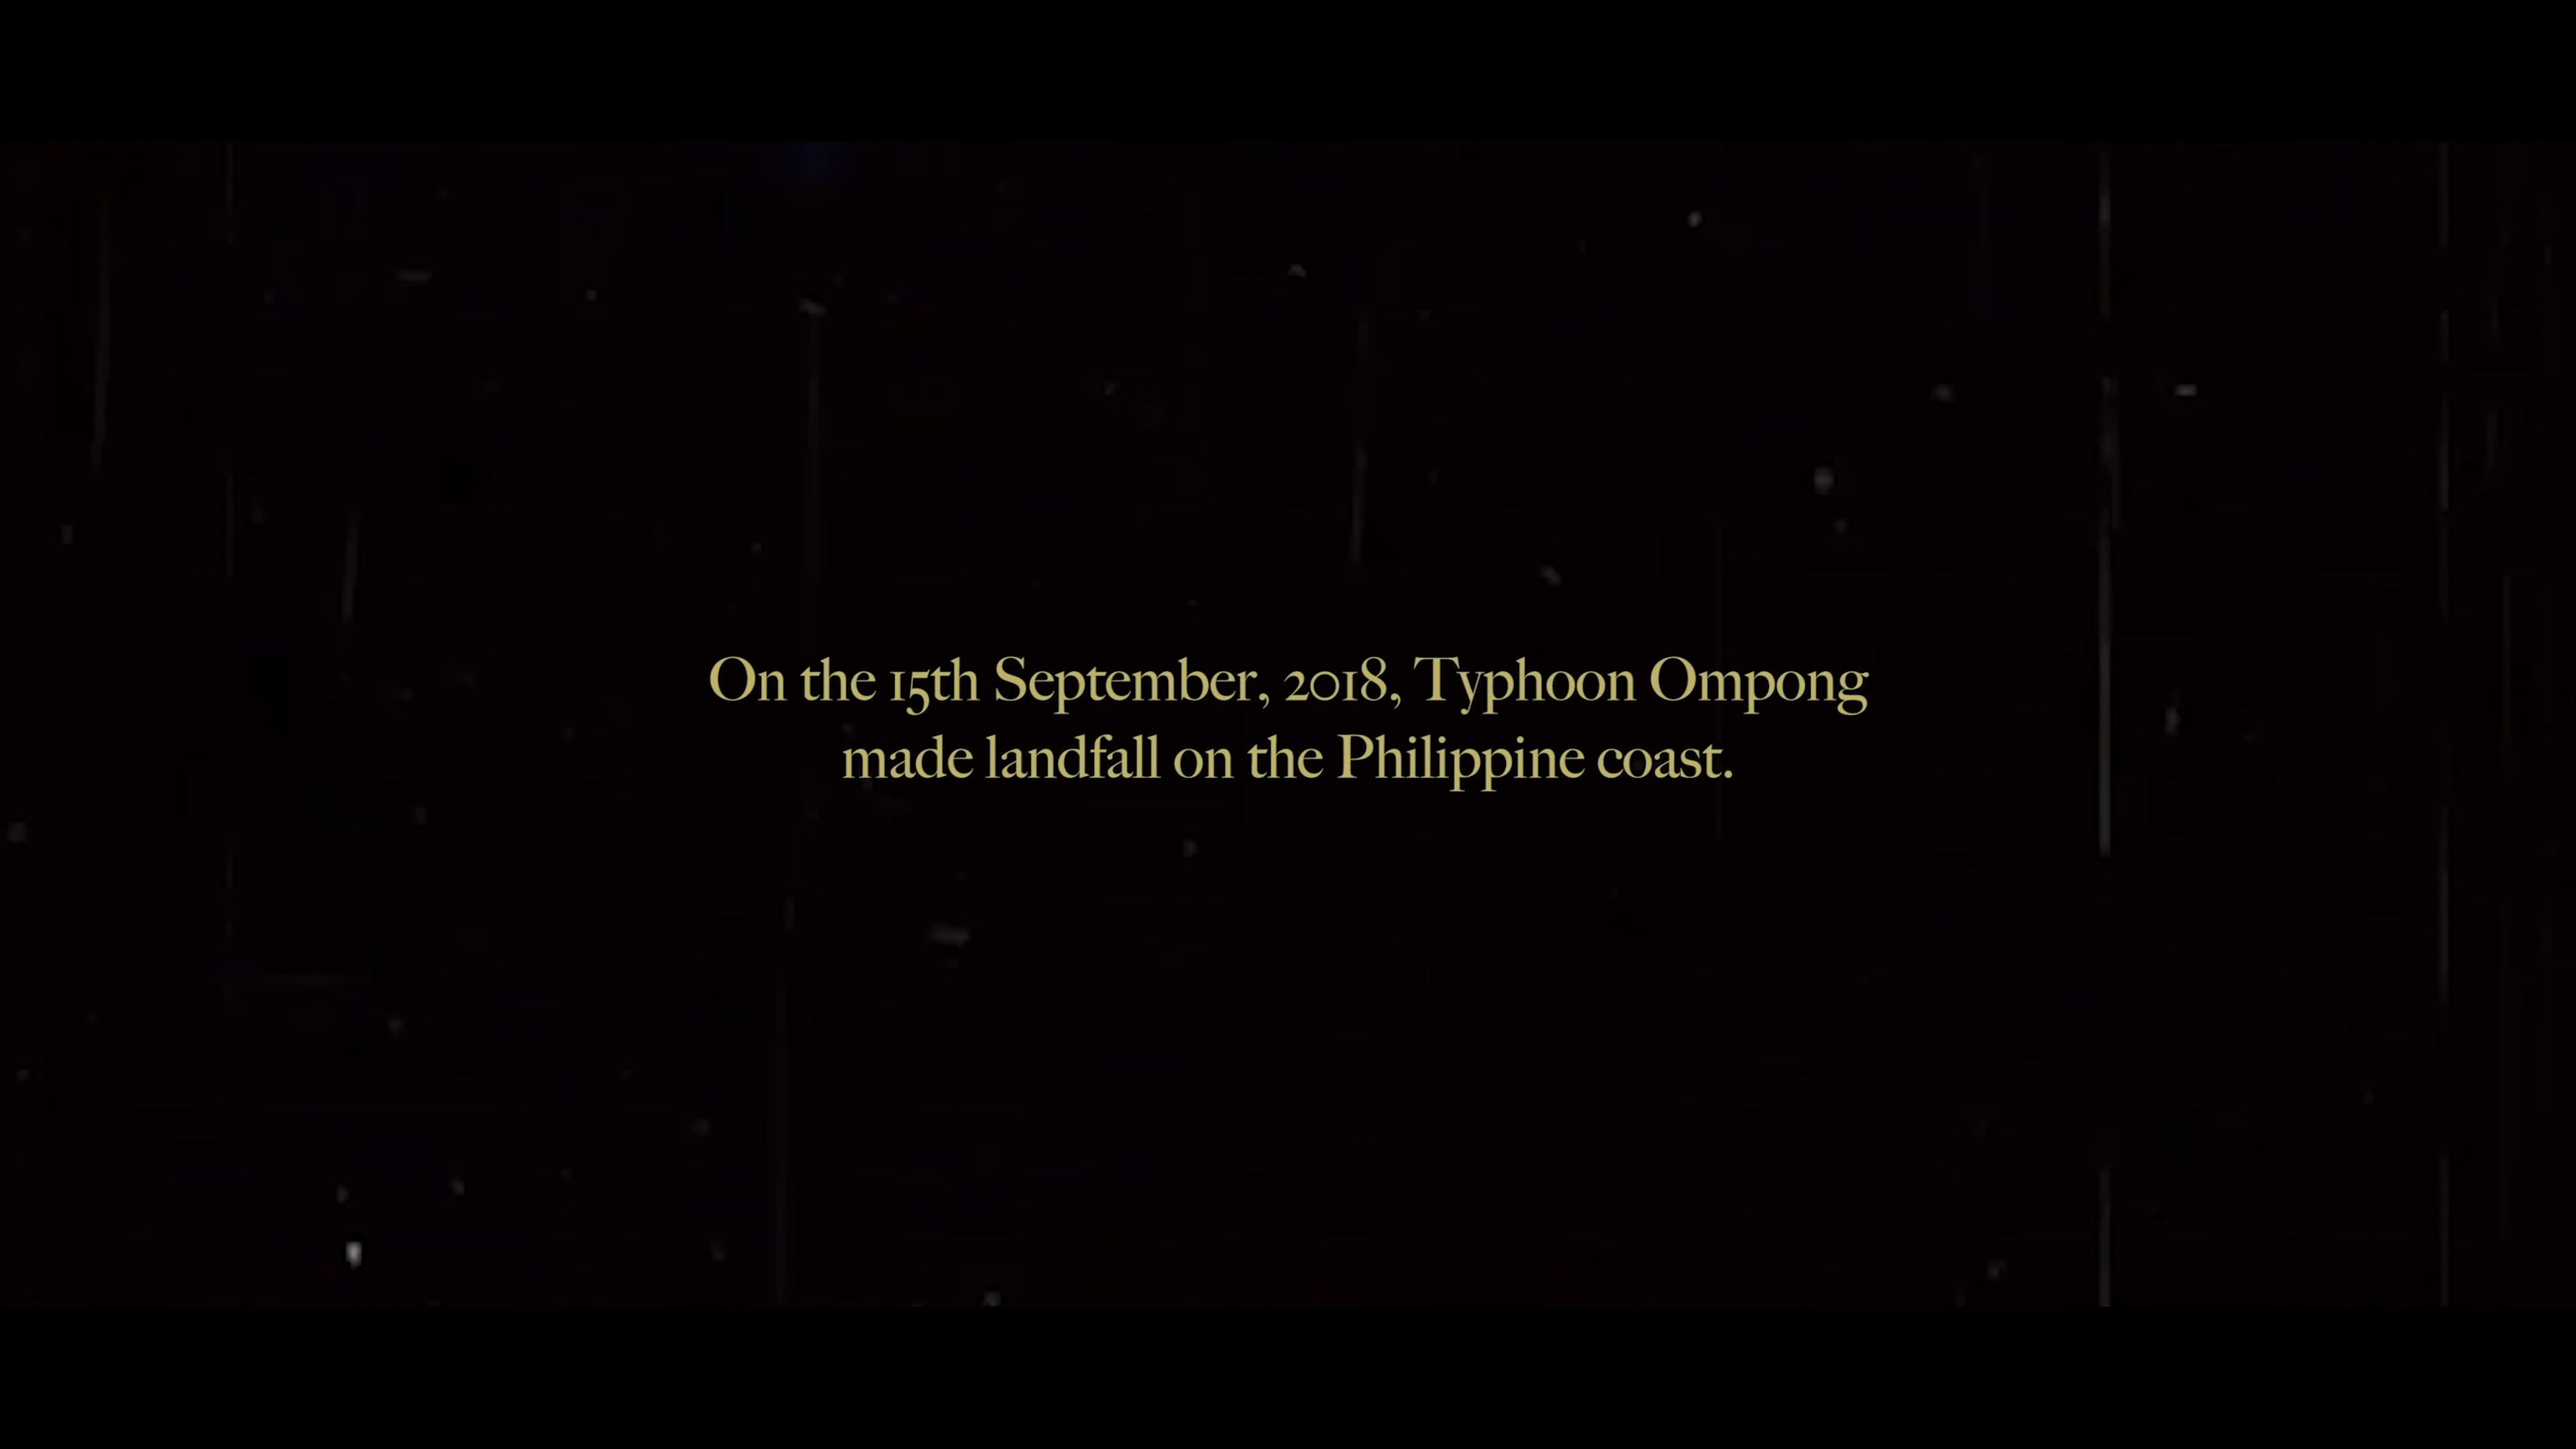 On the 15th September, 2018, Typhoon Ompong
made landfall on the Philippine coast.